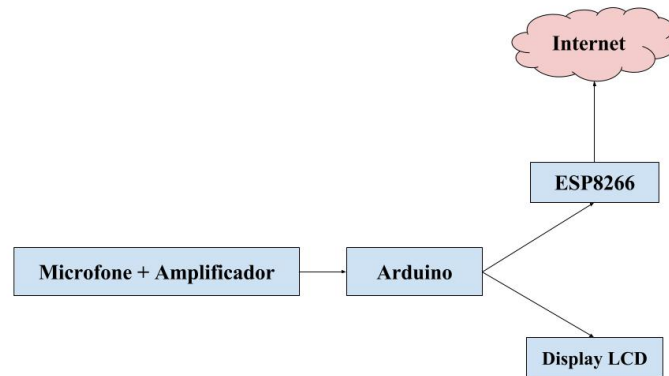 Internet
ESP8266
Microfone + Amplificador
Arduino
Display LCD